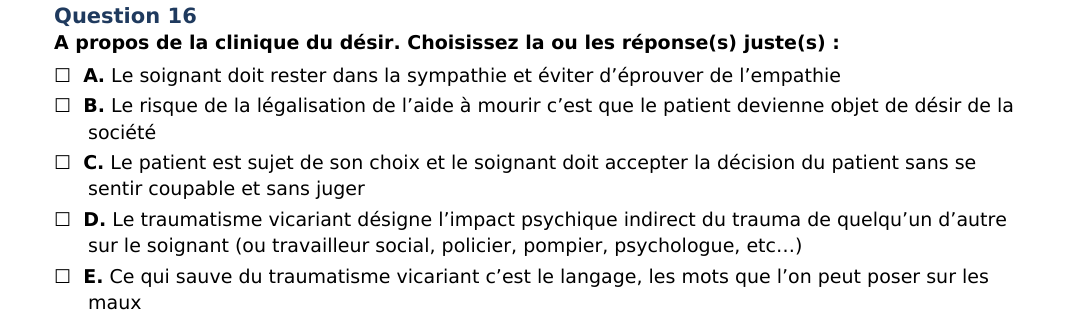 Question 16
A propos de la clinique du désir. Choisissez la ou les réponse(s) juste(s) :
☐ A. Le soignant doit rester dans la sympathie et éviter d’éprouver de l’empathie
☐ B. Le risque de la légalisation de l’aide à mourir c’est que le patient devienne objet de désir de la
société
☐ C. Le patient est sujet de son choix et le soignant doit accepter la décision du patient sans se
sentir coupable et sans juger
☐ D. Le traumatisme vicariant désigne l’impact psychique indirect du trauma de quelqu’un d’autre
sur le soignant (ou travailleur social, policier, pompier, psychologue, etc…)
☐ E. Ce qui sauve du traumatisme vicariant c’est le langage, les mots que l’on peut poser sur les
maux